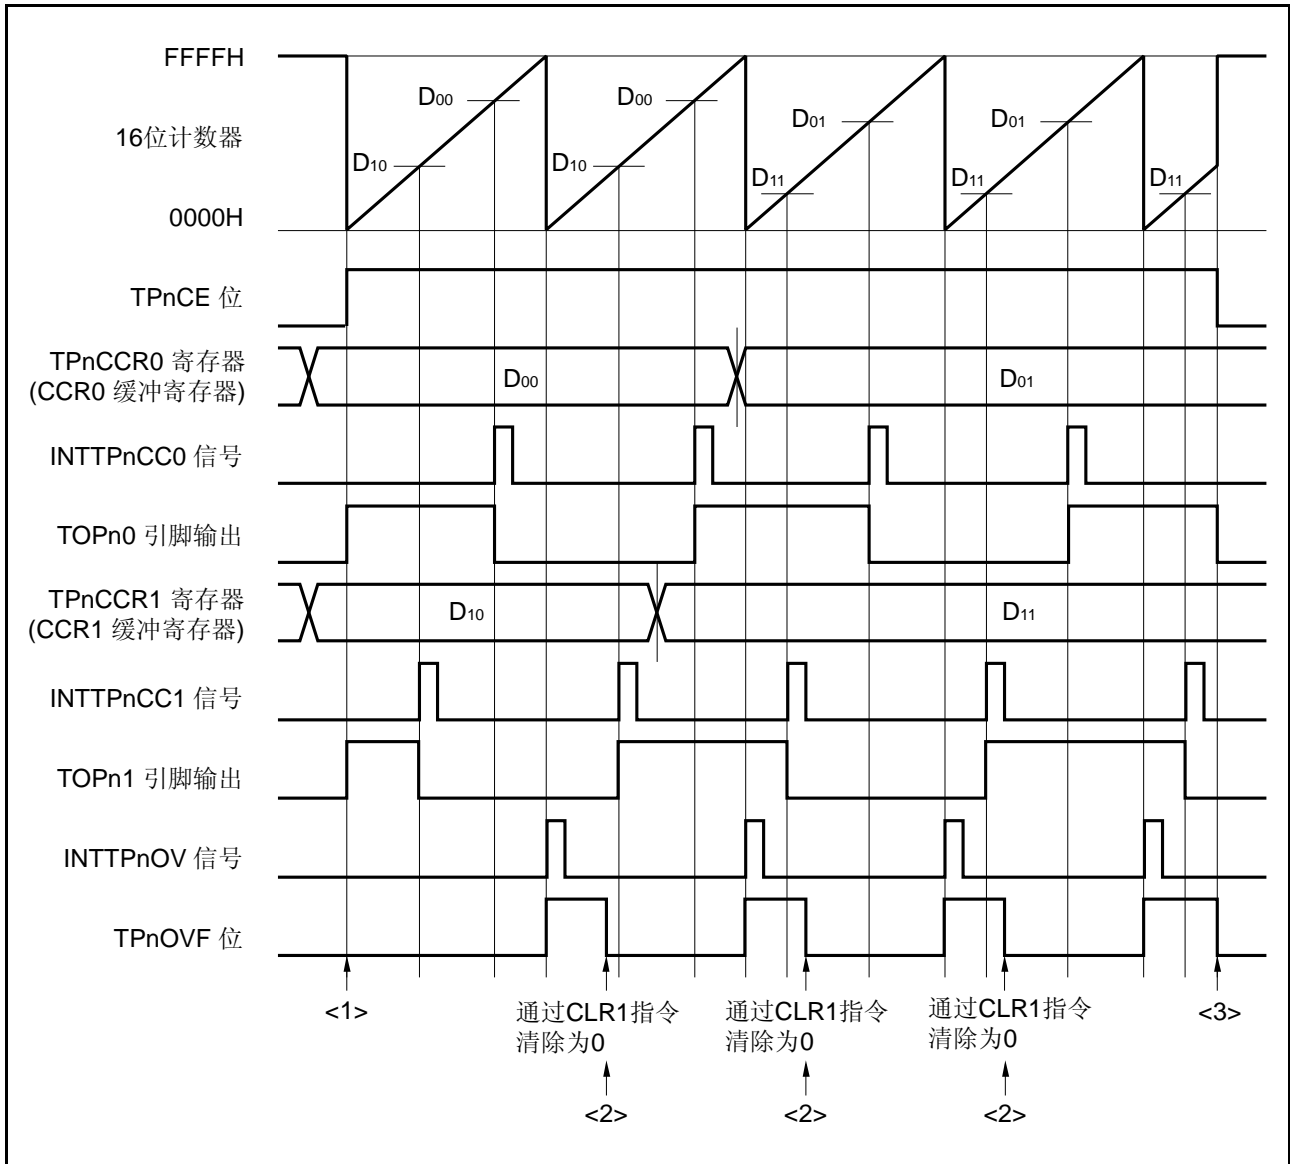 FFFFH
D00
D00
D01
D01
16位计数器
D10
D10
D11
D11
D11
0000H
TPnCE 位
TPnCCR0 寄存器
(CCR0 缓冲寄存器)
D00
D01
INTTPnCC0 信号
TOPn0 引脚输出
TPnCCR1 寄存器
(CCR1 缓冲寄存器)
D10
D11
INTTPnCC1 信号
TOPn1 引脚输出
INTTPnOV 信号
TPnOVF 位
<1>
通过CLR1指令
清除为0
通过CLR1指令
清除为0
通过CLR1指令
清除为0
<3>
<2>
<2>
<2>